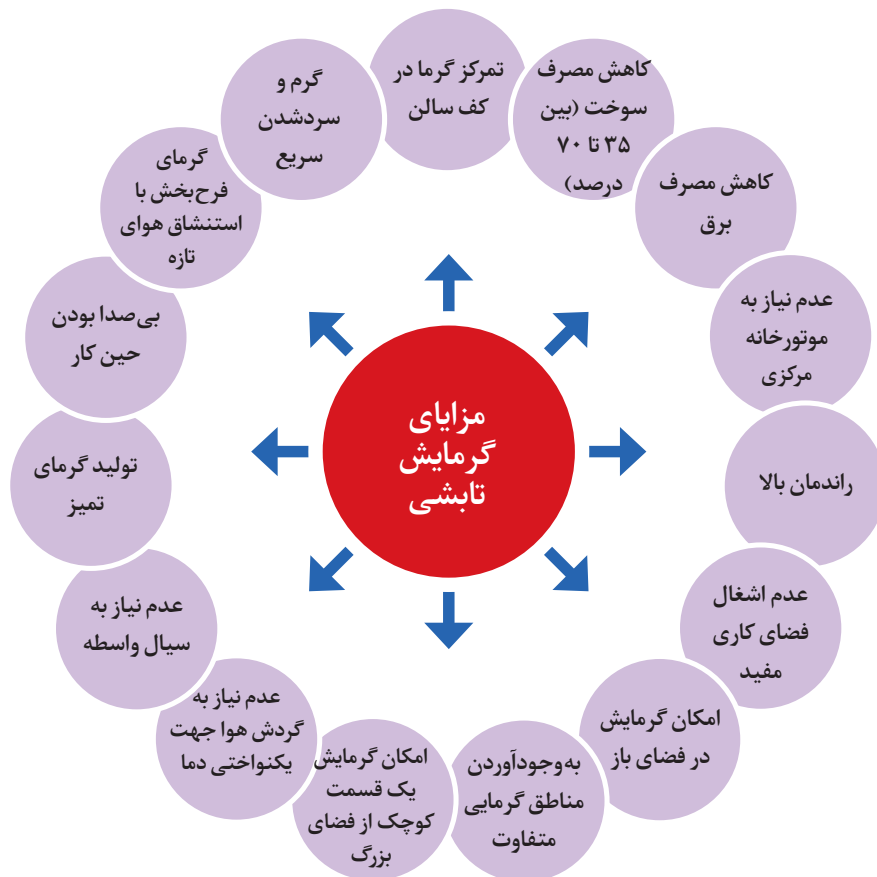 مزایای
گرمایش
تابشی
تمرکز گرما در
کف سالن
کاهش مصرف
سوخت (بین
۳۵ تا ۷۰
درصد)
کاهش مصرف
برق
عدم نیاز به
موتورخانه
مرکزی
راندمان بالا
عدم اشغال
فضای کاری
مفید
امکان گرمایش
در فضای باز
به‌وجودآوردن
مناطق گرمایی
متفاوت
امکان گرمایش
یک قسمت
کوچک از فضای
بزرگ
عدم نیاز به
گردش هوا جهت
یکنواختی دما
عدم نیاز به
سیال واسطه
تولید گرمای
تمیز
بی‌صدا بودن
حین کار
گرمای
فرح‌بخش با
استنشاق هوای
تازه
گرم و
سردشدن
سریع